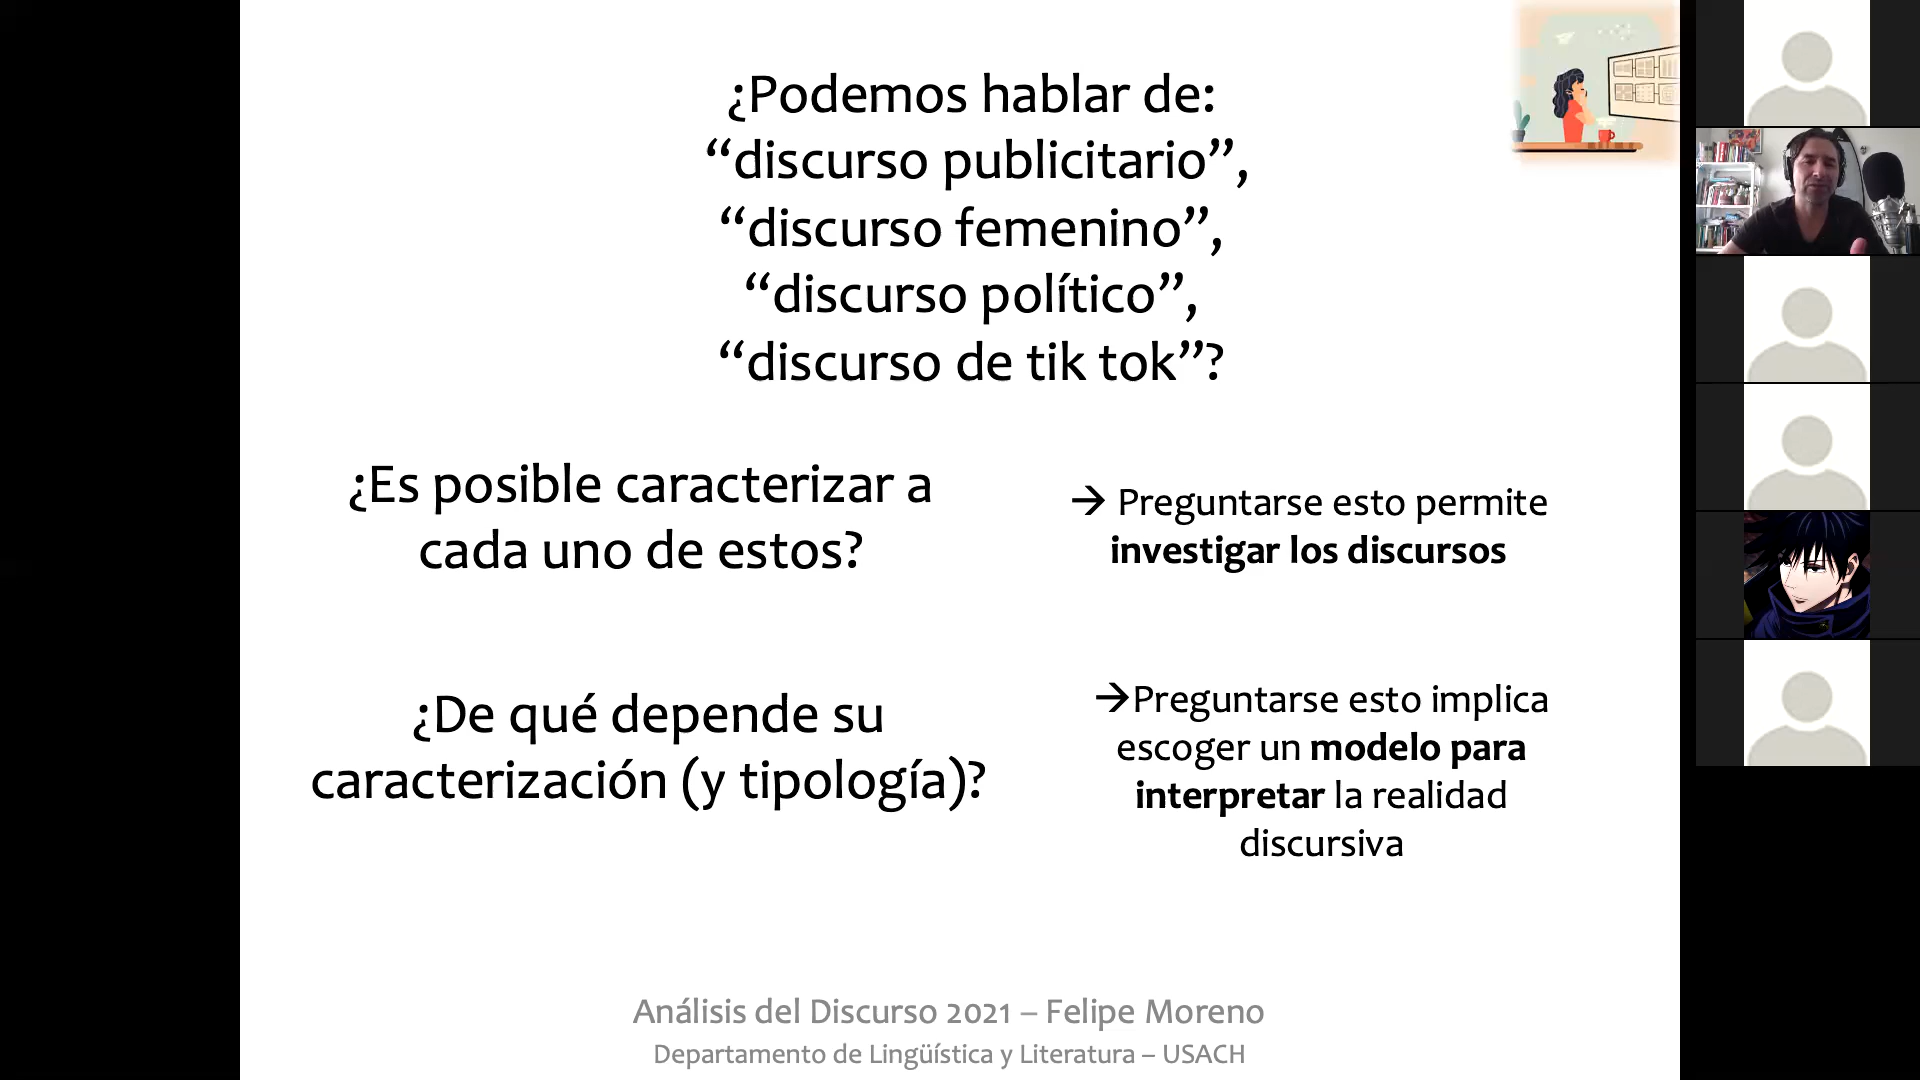 ¿Podemos hablar de:
“discurso publicitario”,
“discurso femenino”,
“discurso político”,
“discurso de tik tok”?
¿Es posible caracterizar a
cada uno de estos?
→ Preguntarse esto permite
investigar los discursos
¿De qué depende su
caracterización (y tipología)?
→Preguntarse esto implica
escoger un modelo para
interpretar la realidad
discursiva
Análisis del Discurso 2021 – Felipe Moreno
Departamento de Lingüística y Literatura – USACH